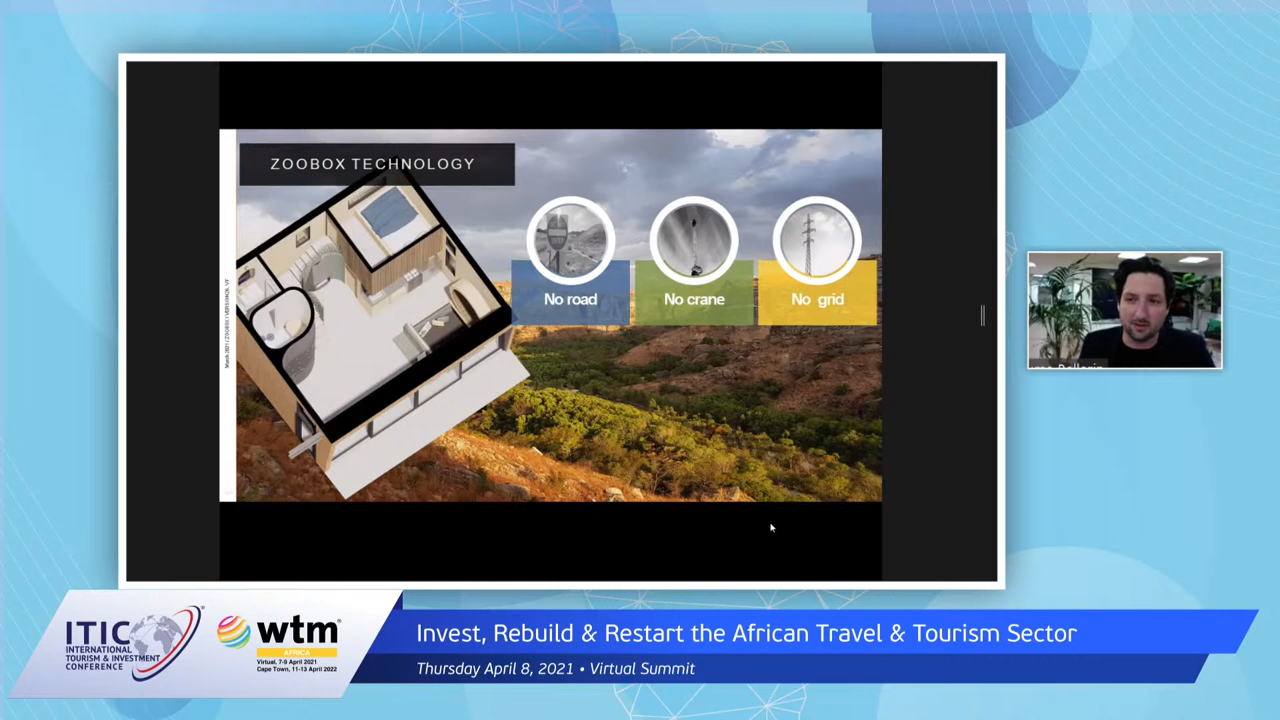 ZOOBOX TECHNOLOGY
No road
No crane
No grid
ITIC
INTERNATIONAL
TOURISM & INVESTMENT
CONFERENCE
wtm
AFRICA
Virtual, 7-9 April 2021
Cape Town, 11-13 April 2022
Invest, Rebuild & Restart the African Travel & Tourism Sector
Thursday April 8, 2021 • Virtual Summit